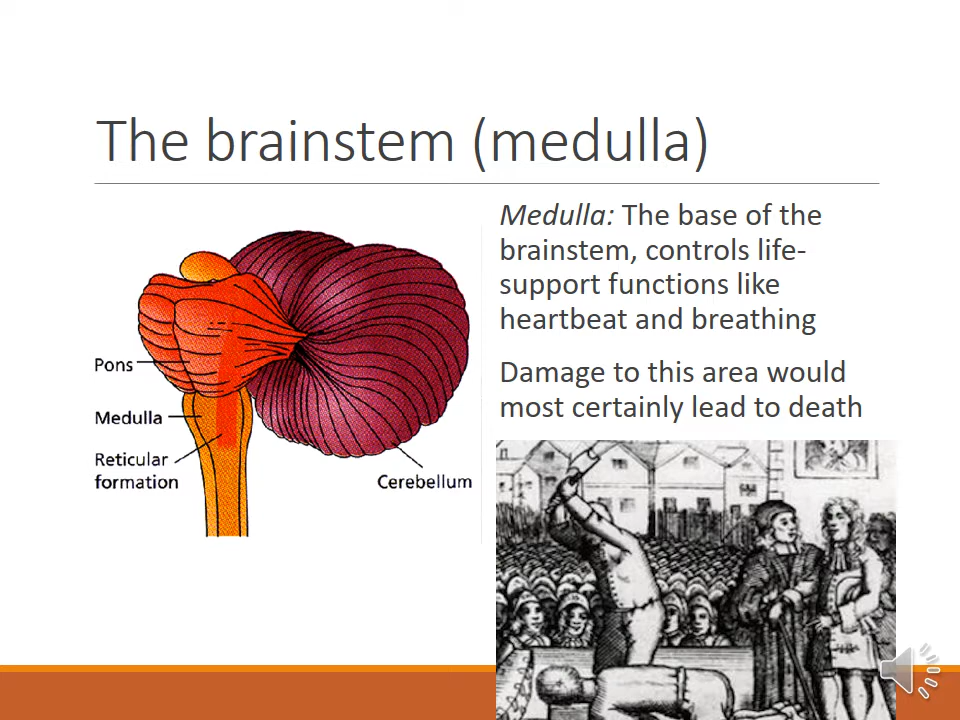 The brainstem (medulla)
Medulla: The base of the
brainstem, controls life-
support functions like
heartbeat and breathing
Damage to this area would
most certainly lead to death
Pons
Medulla
Reticular
formation
Cerebellum